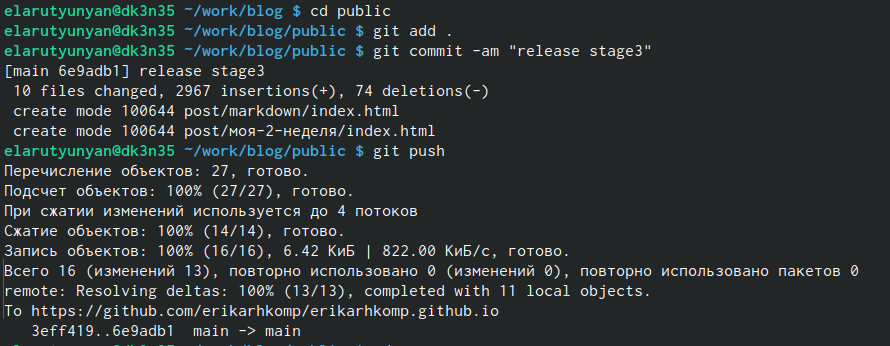 elarutyunyan@dk3n35 ~/work/blog $ cd public
elarutyunyan@dk3n35 ~/work/blog/public $ git add .
elarutyunyan@dk3n35 ~/work/blog/public $ git commit -am "release stage3"
[main 6e9adb1] release stage3
 10 files changed, 2967 insertions(+), 74 deletions(-)
 create mode 100644 post/markdown/index.html
 create mode 100644 post/моя-2-неделя/index.html
elarutyunyan@dk3n35 ~/work/blog/public $ git push
Перечисление объектов: 27, готово.
Подсчет объектов: 100% (27/27), готово.
При сжатии изменений используется до 4 потоков
Сжатие объектов: 100% (14/14), готово.
Запись объектов: 100% (16/16), 6.42 КиБ | 822.00 КиБ/с, готово.
Всего 16 (изменений 13), повторно использовано 0 (изменений 0), повторно использовано пакетов 0
remote: Resolving deltas: 100% (13/13), completed with 11 local objects.
To https://github.com/erikarhkomp/erikarhkomp.github.io
   3eff419..6e9adb1  main -> main